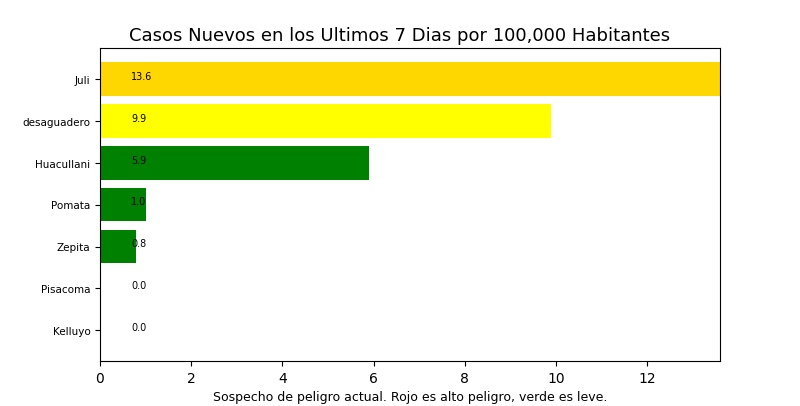 Casos Nuevos en los Ultimos 7 Dias por 100,000 Habitantes
Juli 13.6
desaguadero 9.9
Huacullani 5.9
Pomata 1.0
Zepita 0.8
Pisacoma 0.0
Kelluyo 0.0
0 2 4 6 8 10 12
Sospecho de peligro actual. Rojo es alto peligro, verde es leve.